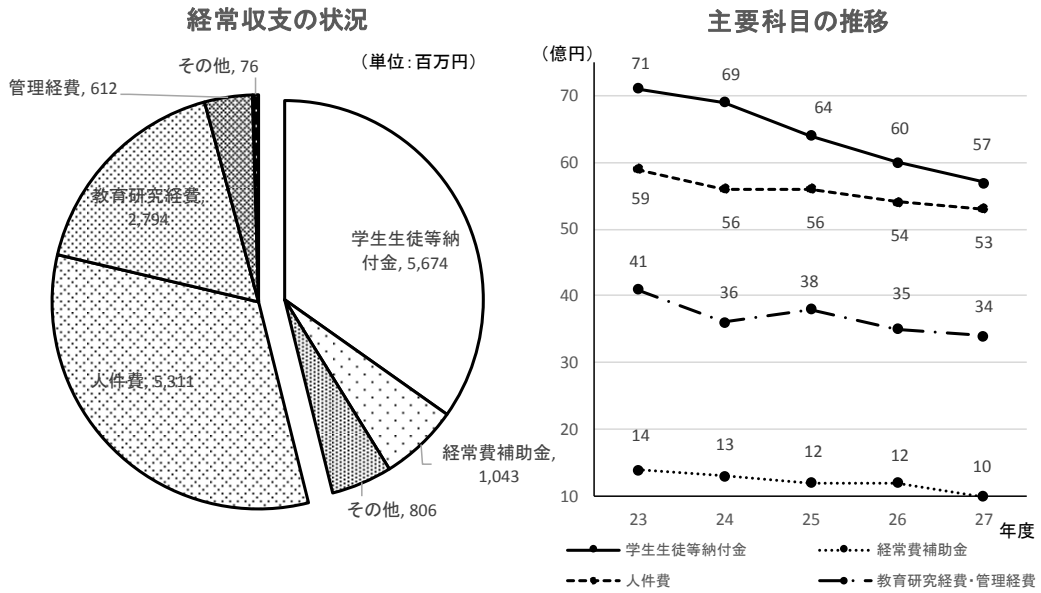 経常収支の状況
（単位：百万円）
その他, 76
管理経費, 612
教育研究経費,
2,794
学生生徒等納
付金, 5,674
人件費, 5,311
経常費補助金,
1,043
その他, 806
主要科目の推移
（億円）
71
69
64
60
57
70
60
59
56
56
54
53
50
41
36
38
35
34
40
30
20
14
13
12
12
10
10
23
24
25
26
27
年度
学生生徒等納付金
経常費補助金
人件費
教育研究経費・管理経費